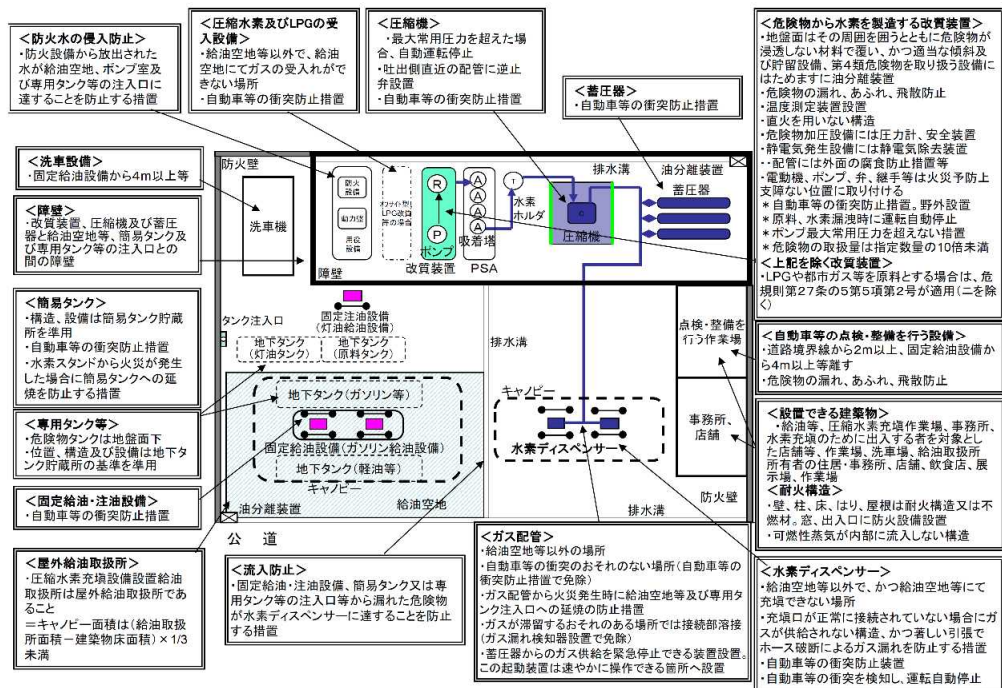 <防火水の侵入防止>
・防火設備から放出された
水が給油空地、ポンプ室及
び専用タンク等の注入口に
達することを防止する措置
<圧縮水素及びLPGの受
入設備>
・給油空地等以外で、給油
空地にてガスの受入れがで
きない場所
・自動車等の衝突防止措置
<圧縮機>
・最大常用圧力を超えた場
合、自動運転停止
・吐出側直近の配管に逆止
弁設置
・自動車等の衝突防止措置
<蓄圧器>
・自動車等の衝突防止措置
<危険物から水素を製造する改質装置>
・地盤面はその周囲を囲うとともに危険物が
浸透しない材料で覆い、かつ適当な傾斜及
び貯留設備、第4類危険物を取り扱う設備に
はためますに油分離装置
・危険物の漏れ、あふれ、飛散防止
・温度測定装置設置
・直火を用いない構造
・危険物加圧設備には圧力計、安全装置
・静電気発生設備には静電気除去装置
・・配管には外面の腐食防止措置等
・電動機、ポンプ、弁、継手等は火災予防上
支障ない位置に取り付ける
*自動車等の衝突防止措置。野外設置
*原料、水素漏洩時に運転自動停止
*ポンプ最大常用圧力を超えない措置
*危険物の取扱量は指定数量の10倍未満
<上記を除く改質装置>
・LPGや都市ガス等を原料とする場合は、危
規則第27条の5第5項第2号が適用(ニを除
く)
<洗車設備>
・固定給油設備から4m以上等
<障壁>
・改質装置、圧縮機及び蓄圧
器と給油空地等、簡易タンク及
び専用タンク等の注入口との
間の障壁
<簡易タンク>
・構造、設備は簡易タンク貯蔵
所を準用
・自動車等の衝突防止措置
・水素スタンドから火災が発生
した場合に簡易タンクへの延
焼を防止する措置
<専用タンク等>
・危険物タンクは地盤面下
・位置、構造及び設備は地下タ
ンク貯蔵所の基準を準用
<固定給油・注油設備>
・自動車等の衝突防止措置
<屋外給油取扱所>
・圧縮水素充填設備設置給油
取扱所は屋外給油取扱所であ
ること
=キャノピー面積は(給油取扱
所面積-建築物床面積)×1/3
未満
防火壁
洗車機
防火
設備
動力盤
LPG改質
の場合
R
P
ポンプ
改質装置
A
A
A
A
吸着塔
PSA
T
水素
ホルダ
排水溝
圧縮機
油分離装置
蓄圧器
障壁
固定注油設備
(灯油給油設備)
タンク注入口
地下タンク
(灯油タンク)
地下タンク
(原料タンク)
排水溝
地下タンク(ガソリン等)
固定給油設備(ガソリン給油設備)
地下タンク(軽油等)
キャノピー
給油空地
油分離装置
キャノピー
水素ディスペンサー
点検・整備を
行う作業場
事務所、
店舗
防火壁
排水溝
公 道
<流入防止>
・固定給油・注油設備、簡易タンク又は専
用タンク等の注入口等から漏れた危険物
が水素ディスペンサーに達することを防止
する措置
<ガス配管>
・給油空地等以外の場所
・自動車等の衝突のおそれのない場所(自動車等の
衝突防止措置で免除)
・ガス配管から火災発生時に給油空地等及び専用タ
ンク注入口への延焼の防止措置
・ガスが滞留するおそれある場所では接続部溶接
(ガス漏れ検知器設置で免除)
・蓄圧器からのガス供給を緊急停止できる装置設置。
この起動装置は速やかに操作できる箇所へ設置
<自動車等の点検・整備を行う設備>
・道路境界線から2m以上、固定給油設備から
4m以上等離す
・危険物の漏れ、あふれ、飛散防止
<設置できる建築物>
・給油等、圧縮水素充填作業場、事務所、
水素充填のために出入する者を対象とし
た店舗等、作業場、洗車場、給油取扱所
所有者の住居・事務所、店舗、飲食店、展
示場、作業場
<耐火構造>
・壁、柱、床、はり、屋根は耐火構造又は不
燃材。窓、出入口に防火設備設置
・可燃性蒸気が内部に流入しない構造
<水素ディスペンサー>
・給油空地等以外で、かつ給油空地等にて
充填できない場所
・充填口が正常に接続されていない場合にガ
スが供給されない構造、かつ著しい引張で
ホース破断によるガス漏れを防止する措置
・自動車等の衝突防止装置
・自動車等の衝突を検知し、運転自動停止